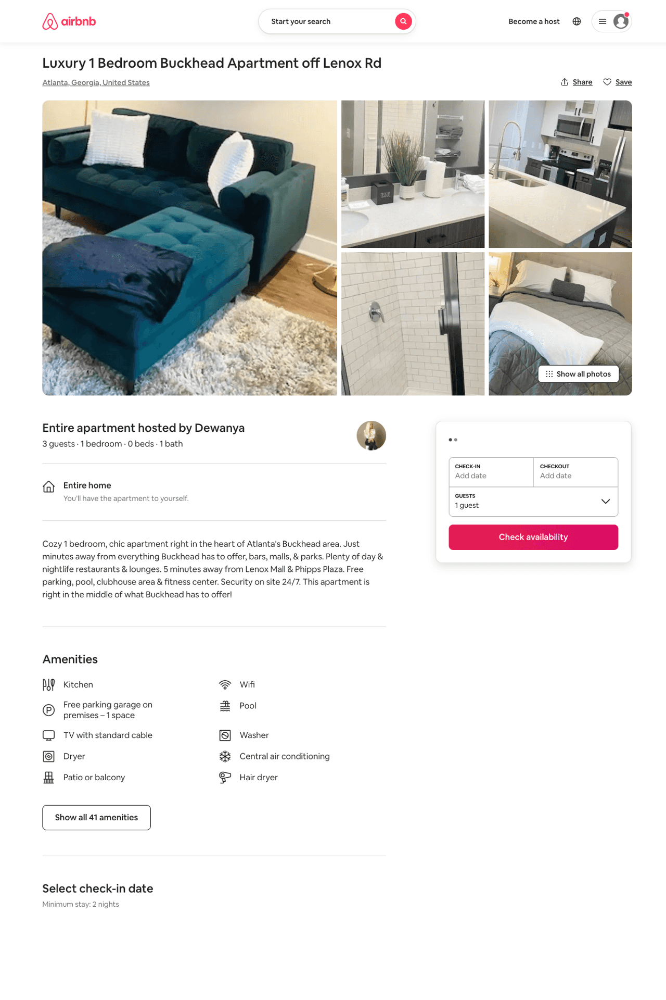 airbnb
Start your search
Become a host
Luxury 1 Bedroom Buckhead Apartment off Lenox Rd
Atlanta, Georgia, United States
Share
Save
TISSUE
Show all photos
Entire apartment hosted by Dewanya
3 guests · 1 bedroom · 0 beds · 1 bath
Entire home
You'll have the apartment to yourself.
Cozy 1 bedroom, chic apartment right in the heart of Atlanta's Buckhead area. Just
minutes away from everything Buckhead has to offer, bars, malls, & parks. Plenty of day &
nightlife restaurants & lounges. 5 minutes away from Lenox Mall & Phipps Plaza. Free
parking, pool, clubhouse area & fitness center. Security on site 24/7. This apartment is
right in the middle of what Buckhead has to offer!
CHECK-IN
Add date
CHECKOUT
Add date
GUESTS
1 guest
Check availability
Amenities
Kitchen
Wifi
Free parking garage on
premises – 1 space
Pool
TV with standard cable
Washer
Dryer
Central air conditioning
Patio or balcony
Hair dryer
Show all 41 amenities
Select check-in date
Minimum stay: 2 nights